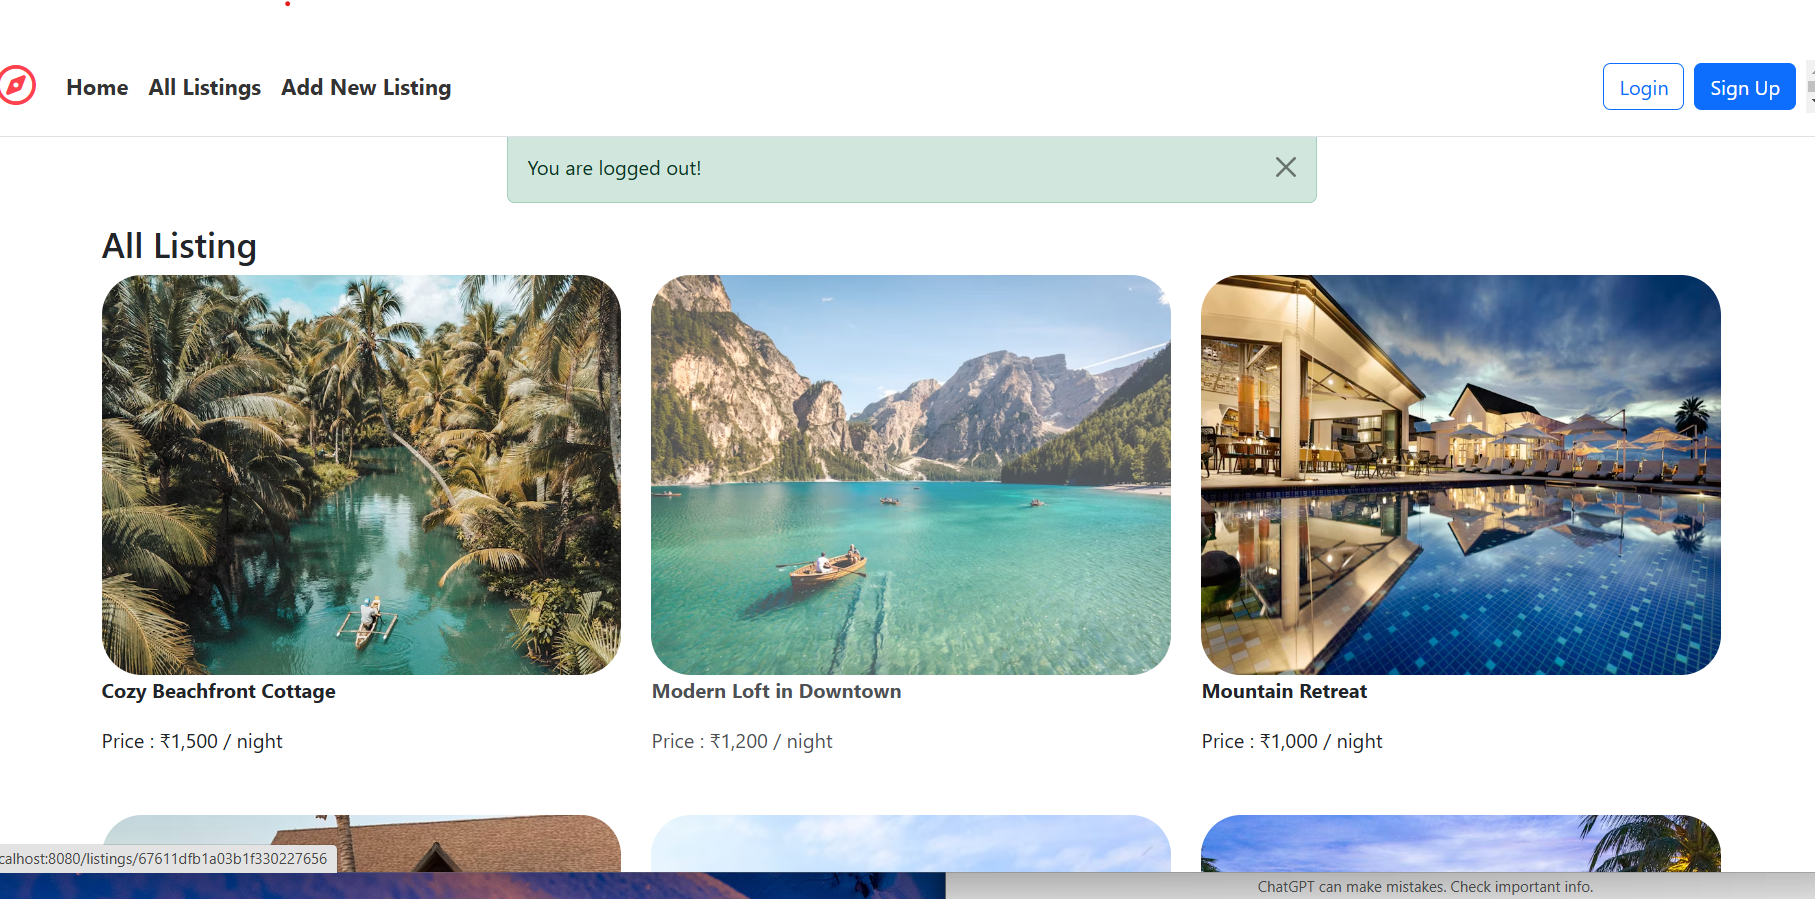 Home All Listings Add New Listing Login Sign Up
You are logged out!
All Listing
Cozy Beachfront Cottage Modern Loft in Downtown Mountain Retreat
Price : ₹1,500 / night Price : ₹1,200 / night Price : ₹1,000 / night
calhost:8080/listings/67611dfb1a03b1f330227656
ChatGPT can make mistakes. Check important info.